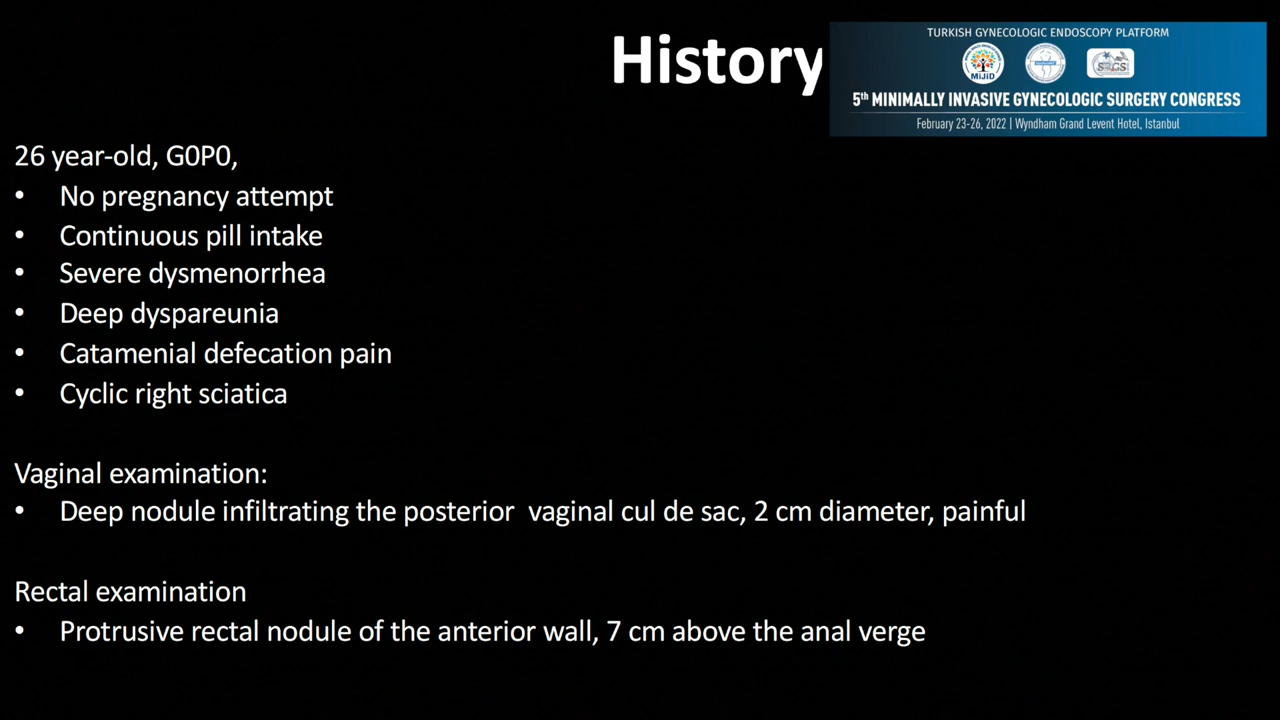 History
TURKISH GYNECOLOGIC ENDOSCOPY PLATFORM
MiJiD
5th MINIMALLY INVASIVE GYNECOLOGIC SURGERY CONGRESS
February 23-26, 2022 | Wyndham Grand Levent Hotel, Istanbul
26 year-old, G0P0,
• No pregnancy attempt
• Continuous pill intake
• Severe dysmenorrhea
• Deep dyspareunia
• Catamenial defecation pain
• Cyclic right sciatica
Vaginal examination:
• Deep nodule infiltrating the posterior vaginal cul de sac, 2 cm diameter, painful
Rectal examination
• Protrusive rectal nodule of the anterior wall, 7 cm above the anal verge